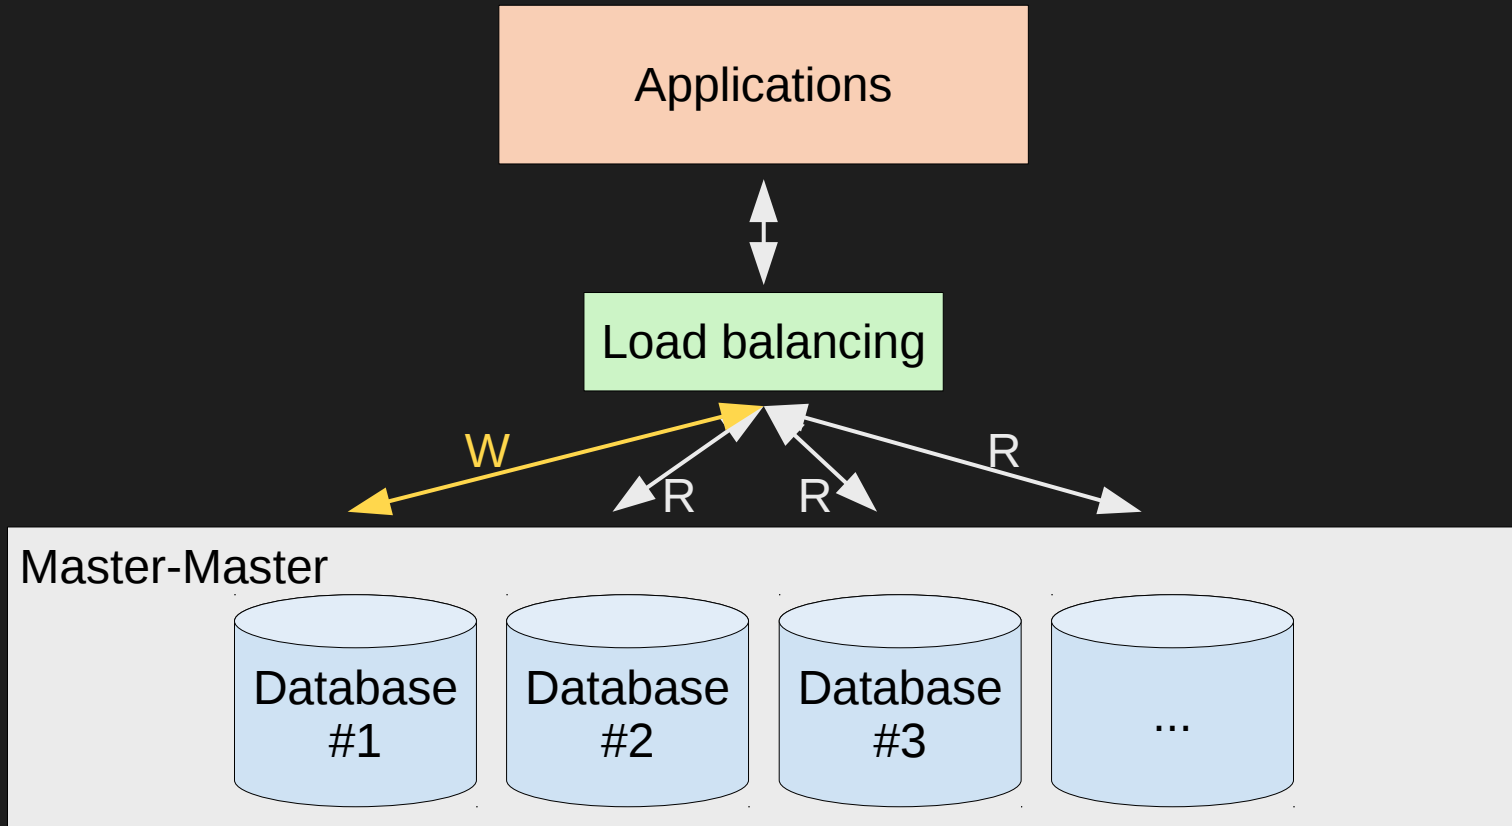 Applications
Load balancing
W
R
R
R
Master-Master
Database
#1
Database
#2
Database
#3
...